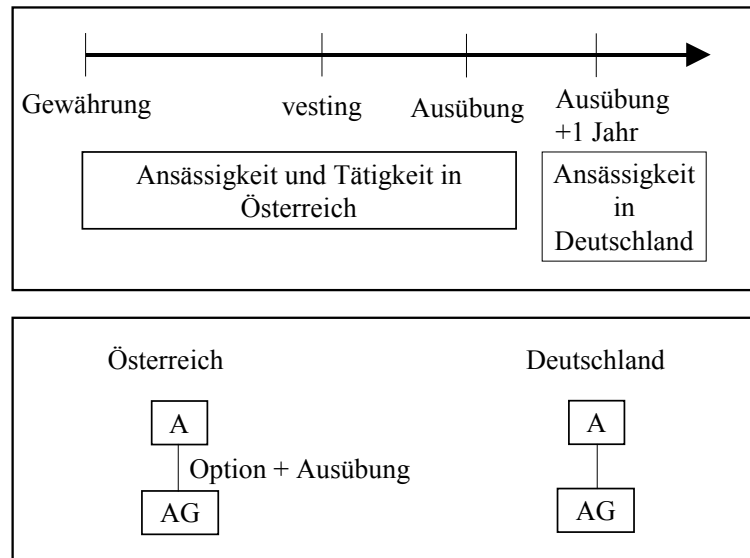 Gewährung
vesting
Ausübung
Ausübung
+1 Jahr
Ansässigkeit und Tätigkeit in
Österreich
Ansässigkeit
in
Deutschland
Österreich
Deutschland
A
A
Option + Ausübung
AG
AG